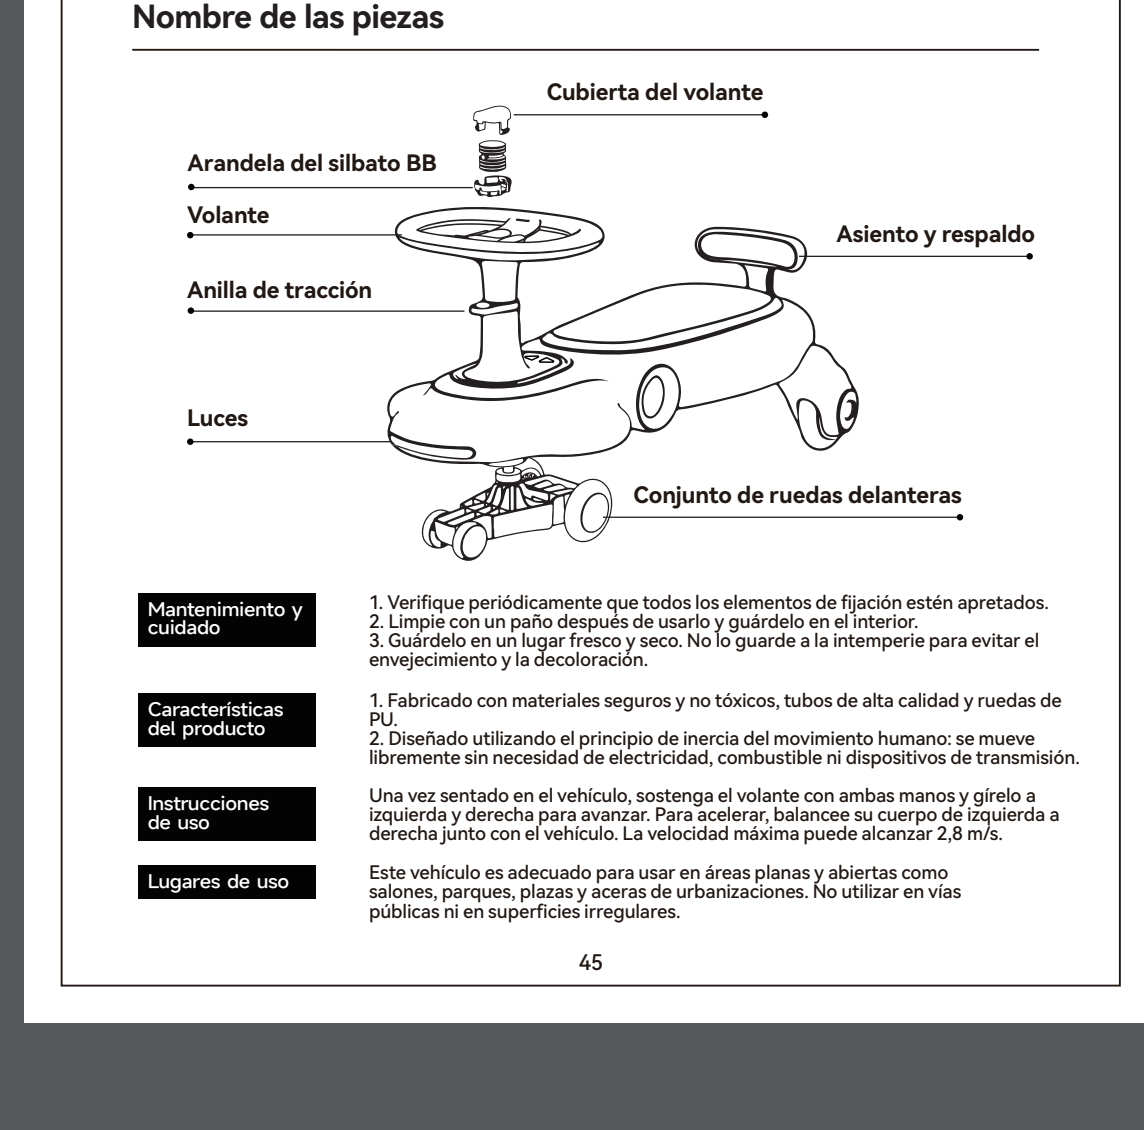 Nombre de las piezas
Cubierta del volante
Arandela del silbato BB
Volante
Asiento y respaldo
Anilla de tracción
Luces
Conjunto de ruedas delanteras
Mantenimiento y
cuidado
1. Verifique periódicamente que todos los elementos de fijación estén apretados.
2. Limpie con un paño después de usarlo y guárdelo en el interior.
3. Guárdelo en un lugar fresco y seco. No lo guarde a la intemperie para evitar el
envejecimiento y la decoloración.
Características
del producto
1. Fabricado con materiales seguros y no tóxicos, tubos de alta calidad y ruedas de
PU.
2. Diseñado utilizando el principio de inercia del movimiento humano: se mueve
libremente sin necesidad de electricidad, combustible ni dispositivos de transmisión.
Instrucciones
de uso
Una vez sentado en el vehículo, sostenga el volante con ambas manos y gírelo a
izquierda y derecha para avanzar. Para acelerar, balancee su cuerpo de izquierda a
derecha junto con el vehículo. La velocidad máxima puede alcanzar 2,8 m/s.
Lugares de uso
Este vehículo es adecuado para usar en áreas planas y abiertas como
salones, parques, plazas y aceras de urbanizaciones. No utilizar en vías
públicas ni en superficies irregulares.
45